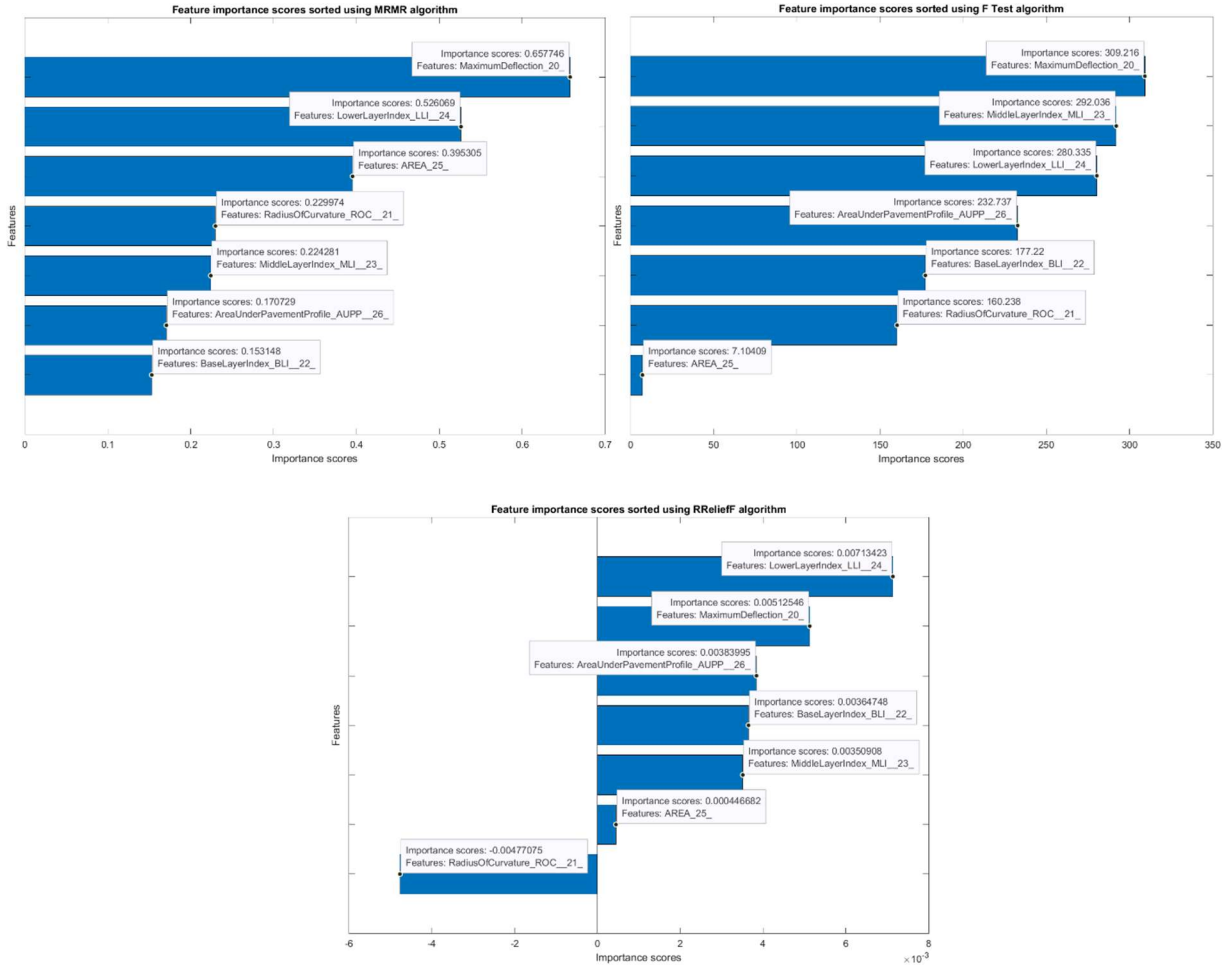 Feature importance scores sorted using MRMR algorithm
Importance scores: 0.657746
Features: MaximumDeflection_20_
Importance scores: 0.526069
Features: LowerLayerIndex_LLI__24_
Importance scores: 0.395305
Features: AREA_25_
Importance scores: 0.229974
Features: RadiusOfCurvature_ROC__21_
Importance scores: 0.224281
Features: MiddleLayerIndex_MLI__23_
Importance scores: 0.170729
Features: AreaUnderPavementProfile_AUPP__26_
Importance scores: 0.153148
Features: BaseLayerIndex_BLI__22_
Features
0 0.1 0.2 0.3 0.4 0.5 0.6 0.7
Importance scores
Feature importance scores sorted using F Test algorithm
Importance scores: 309.216
Features: MaximumDeflection_20_
Importance scores: 292.036
Features: MiddleLayerIndex_MLI__23_
Importance scores: 280.335
Features: LowerLayerIndex_LLI__24_
Importance scores: 232.737
Features: AreaUnderPavementProfile_AUPP__26_
Importance scores: 177.22
Features: BaseLayerIndex_BLI__22_
Importance scores: 160.238
Features: RadiusOfCurvature_ROC__21_
Importance scores: 7.10409
Features: AREA_25_
Features
0 50 100 150 200 250 300 350
Importance scores
Feature importance scores sorted using RReliefF algorithm
Importance scores: 0.00713423
Features: LowerLayerIndex_LLI__24_
Importance scores: 0.00512546
Features: MaximumDeflection_20_
Importance scores: 0.00383995
Features: AreaUnderPavementProfile_AUPP__26_
Importance scores: 0.00364748
Features: BaseLayerIndex_BLI__22_
Importance scores: 0.00350908
Features: MiddleLayerIndex_MLI__23_
Importance scores: 0.000446682
Features: AREA_25_
Importance scores: -0.00477075
Features: RadiusOfCurvature_ROC__21_
Features
-6 -4 -2 0 2 4 6 8
Importance scores
×10⁻³